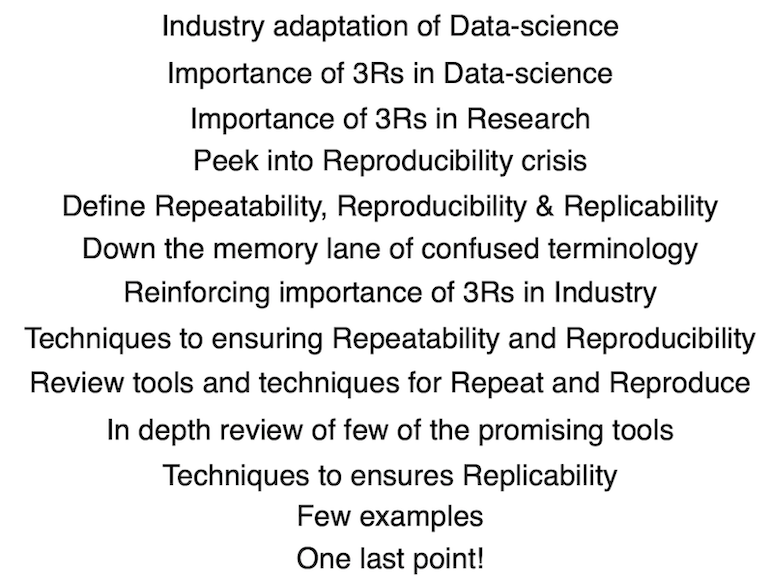 Industry adaptation of Data-science
Importance of 3Rs in Data-science
Importance of 3Rs in Research
Peek into Reproducibility crisis
Define Repeatability, Reproducibility & Replicability
Down the memory lane of confused terminology
Reinforcing importance of 3Rs in Industry
Techniques to ensuring Repeatability and Reproducibility
Review tools and techniques for Repeat and Reproduce
In depth review of few of the promising tools
Techniques to ensures Replicability
Few examples
One last point!